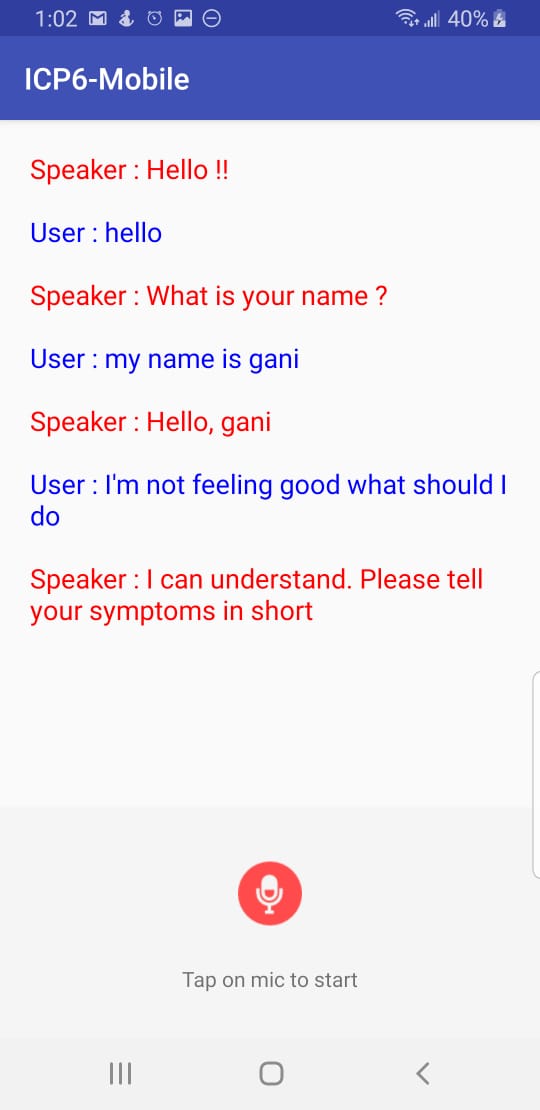 1:02 40%
ICP6-Mobile
Speaker : Hello !!
User : hello
Speaker : What is your name ?
User : my name is gani
Speaker : Hello, gani
User : I'm not feeling good what should I
do
Speaker : I can understand. Please tell
your symptoms in short
Tap on mic to start